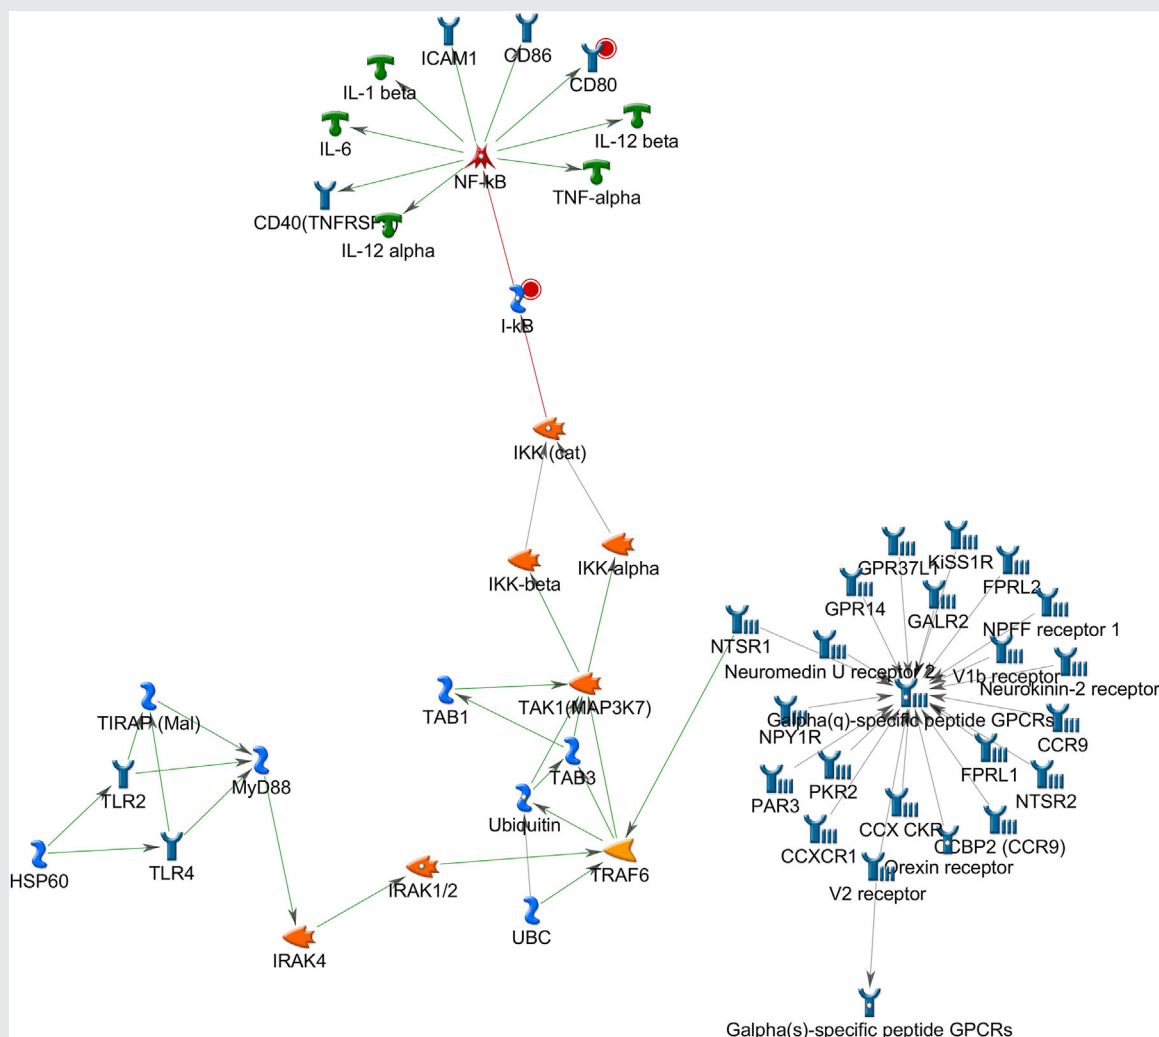 ICAM1
CD86
CD80
IL-1 beta
IL-12 beta
IL-6
NF-kB
TNF-alpha
CD40(TNFRSF
IL-12 alpha
I-kB
IKK (cat)
IKK-beta
IKK-alpha
GPR37L1
KiSS1R
FPRL2
GPR14
GALR2
NPFF receptor 1
NTSR1
Neuromedin U receptor 2
V1b receptor
Neurokinin-2 receptor
TAB1
TAK1(MAP3K7)
TIRAP (Mal)
Galpha(q)-specific peptide GPCRs
NPY1R
CCR9
TLR2
MyD88
TAB3
FPRL1
PKR2
PAR3
NTSR2
Ubiquitin
CCX CKR
CCBP2 (CCR9)
CCXCR1
HSP60
TLR4
IRAK1/2
TRAF6
Orexin receptor
V2 receptor
UBC
IRAK4
Galpha(s)-specific peptide GPCRs